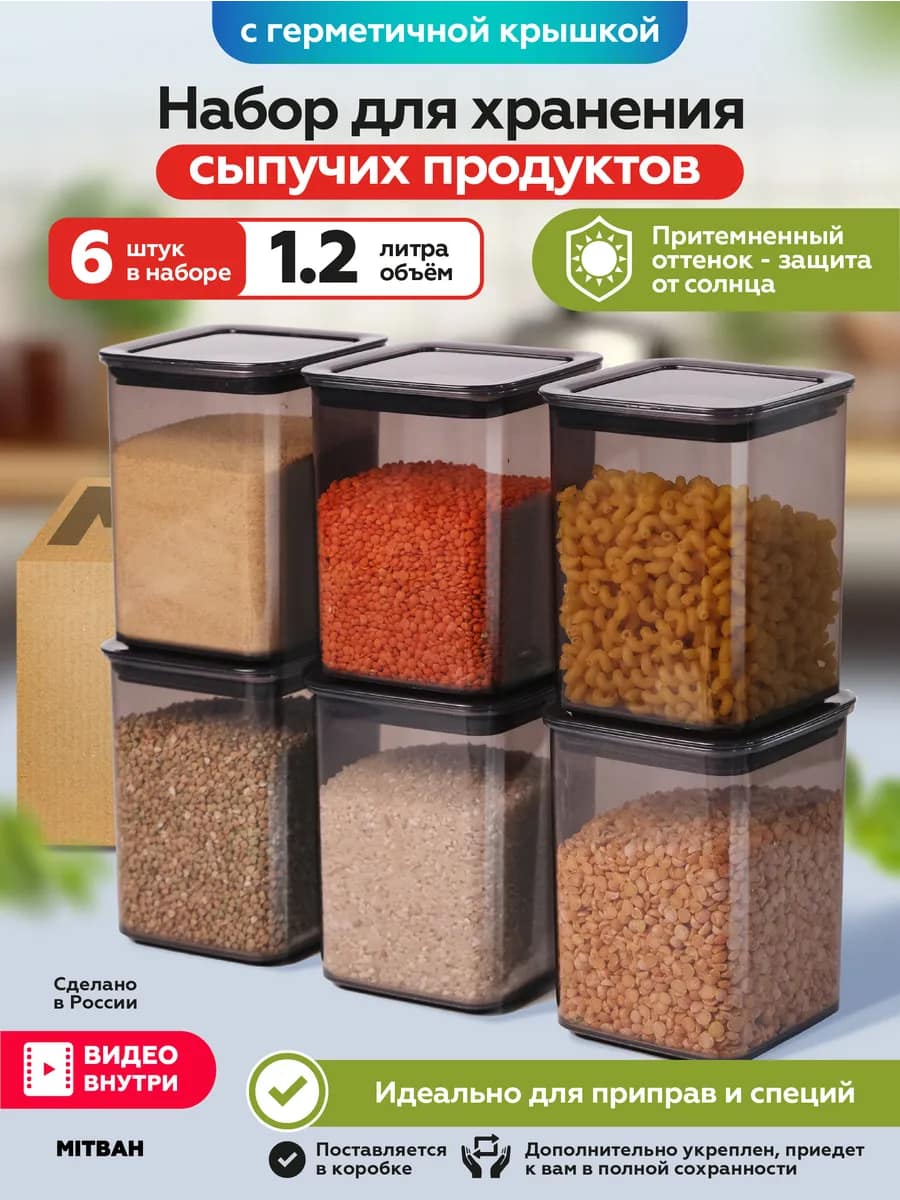 с герметичной крышкой
Набор для хранения
сыпучих продуктов
6 штук
в наборе
1.2 литра
объём
Притемненный
оттенок - защита
от солнца
Сделано
в России
ВИДЕО
ВНУТРИ
Идеально для приправ и специй
MITBAH
Поставляется
в коробке
Дополнительно укреплен, приедет
к вам в полной сохранности